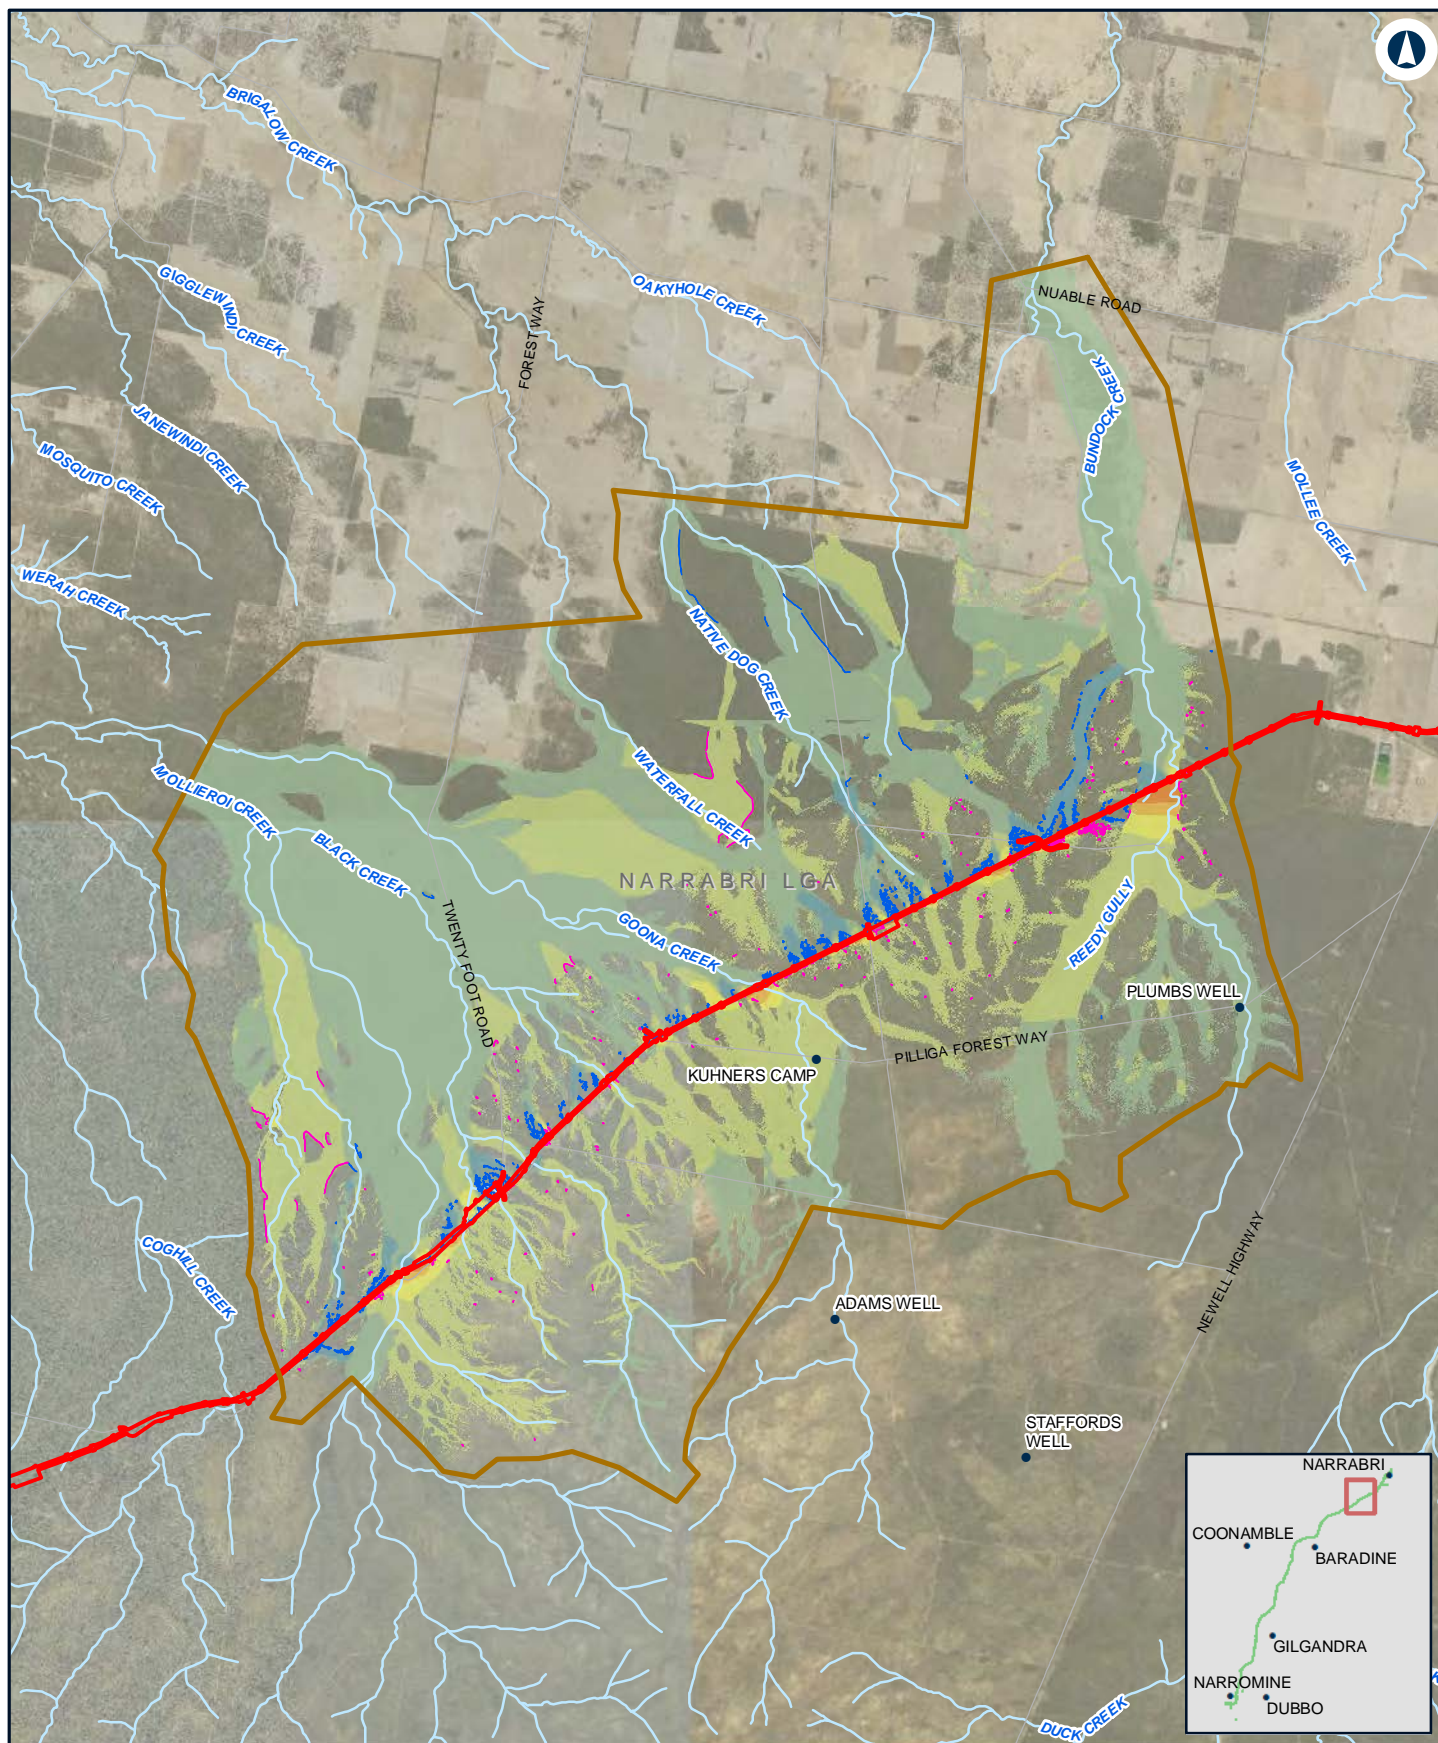 BRIGALOW CREEK
GIGGLEWINDI CREEK
OAKYHOLE CREEK
NUABLE ROAD
FOREST WAY
BUNDOCK CREEK
JANEWINDI CREEK
MOSQUITO CREEK
MOLLEE CREEK
WERAH CREEK
NATIVE DOG CREEK
WATERFALL CREEK
MOLLIEROI CREEK
BLACK CREEK
NARRABRI LGA
TWENTY FOOT ROAD
GOONA CREEK
REEDY GULLY
PLUMBS WELL
PILLIGA FOREST WAY
KUHNERS CAMP
COGHILL CREEK
NEWELL HIGHWAY
ADAMS WELL
STAFFORDS
WELL
DUCK CREEK
NARRABRI
COONAMBLE
BARADINE
GILGANDRA
NARROMINE
DUBBO